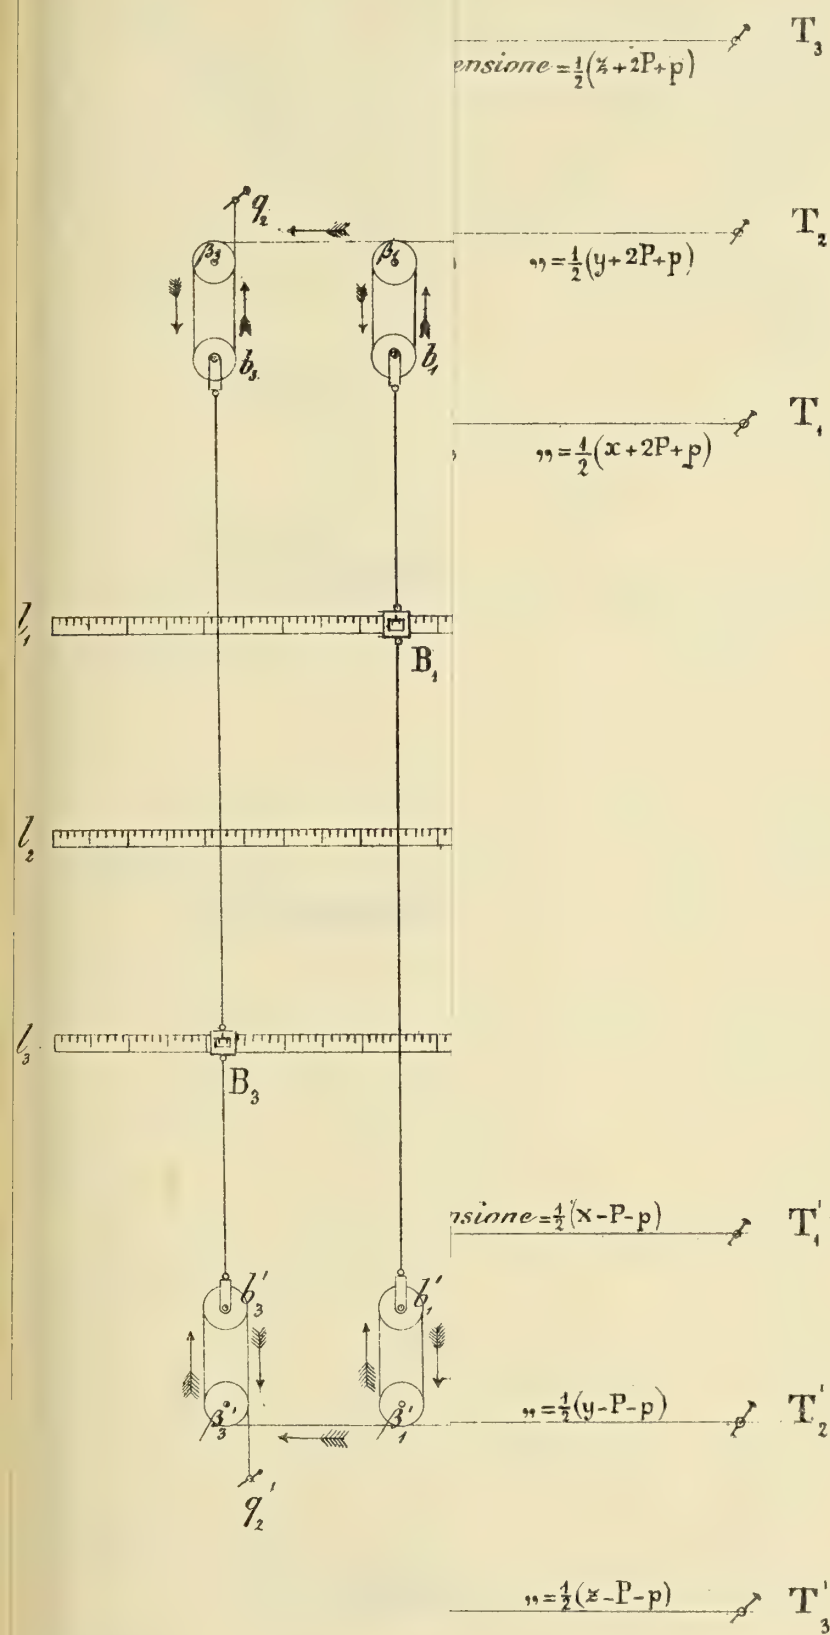 T₃
ensione = ½(z+2P+p)
q₂
T₂
β₃ β₁
„ = ½(y+2P+p)
b₃ b₁
T₁
„ = ½(x+2P+p)
l₁
B₁
l₂
l₃
B₃
nsione = ½(x-P-p)
T'₁
b'₃ b'₁
„ = ½(y-P-p)
T'₂
β'₃ β'₁
q'₂
„ = ½(z-P-p)
T'₃